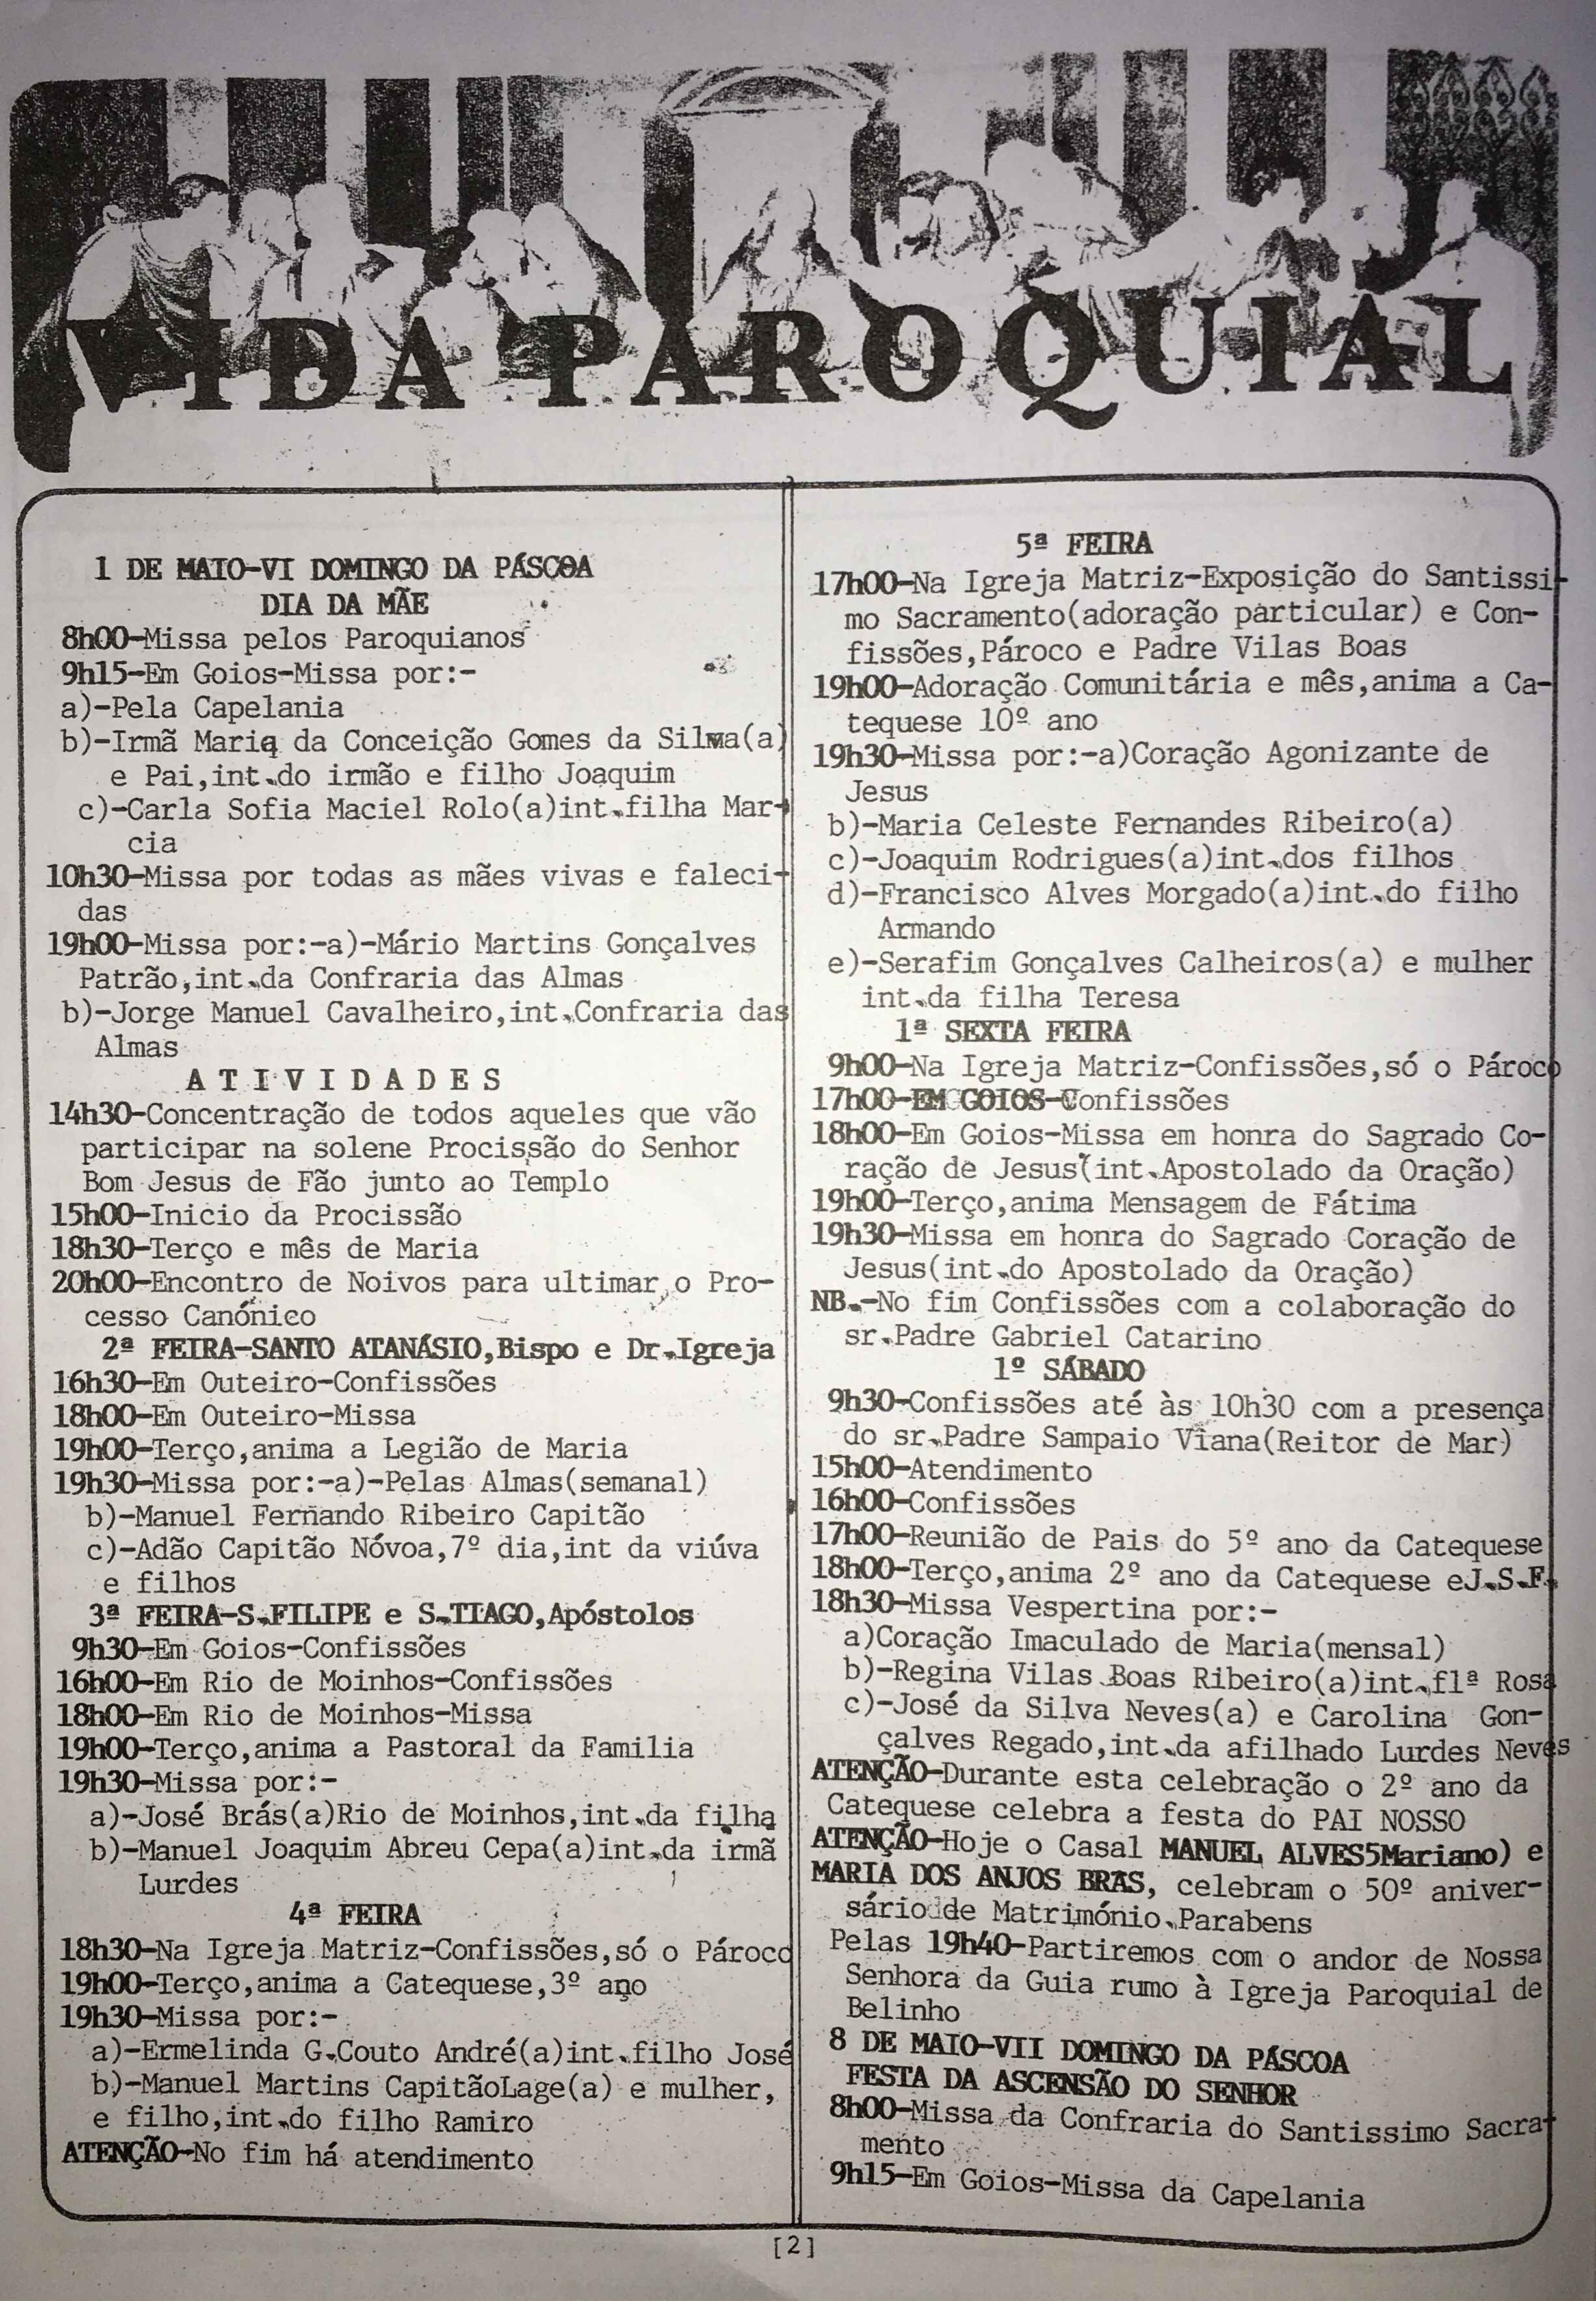 VIDA PAROQUIAL
1 DE MAIO-VI DOMINGO DA PÁSCOA
DIA DA MÃE
8h00-Missa pelos Paroquianos
9h15-Em Goios-Missa por:-
a)-Pela Capelania
b)-Irmã Maria da Conceição Gomes da Silva(a)
e Pai,int.do irmão e filho Joaquim
c)-Carla Sofia Maciel Rolo(a)int.filha Mar-
cia
10h30-Missa por todas as mães vivas e faleci-
das
19h00-Missa por:-a)-Mário Martins Gonçalves
Patrão,int.da Confraria das Almas
b)-Jorge Manuel Cavalheiro,int.Confraria das
Almas
A T I V I D A D E S
14h30-Concentração de todos aqueles que vão
participar na solene Procissão do Senhor
Bom Jesus de Fão junto ao Templo
15h00-Inicio da Procissão
18h30-Terço e mês de Maria
20h00-Encontro de Noivos para ultimar o Pro-
cesso Canónico
2ª FEIRA-SANTO ATANÁSIO,Bispo e Dr.Igreja
16h30-Em Outeiro-Confissões
18h00-Em Outeiro-Missa
19h00-Terço,anima a Legião de Maria
19h30-Missa por:-a)-Pelas Almas(semanal)
b)-Manuel Fernando Ribeiro Capitão
c)-Adão Capitão Nóvoa,7º dia,int da viúva
e filhos
3ª FEIRA-S.FILIPE e S.TIAGO,Apóstolos
9h30-Em Goios-Confissões
16h00-Em Rio de Moinhos-Confissões
18h00-Em Rio de Moinhos-Missa
19h00-Terço,anima a Pastoral da Familia
19h30-Missa por:-
a)-José Brás(a)Rio de Moinhos,int.da filha
b)-Manuel Joaquim Abreu Cepa(a)int.da irmã
Lurdes
4ª FEIRA
18h30-Na Igreja Matriz-Confissões,só o Pároco
19h00-Terço,anima a Catequese,3º ano
19h30-Missa por:-
a)-Ermelinda G.Couto André(a)int.filho José
b)-Manuel Martins CapitãoLage(a) e mulher,
e filho,int.do filho Ramiro
ATENÇÃO-No fim há atendimento
5ª FEIRA
17h00-Na Igreja Matriz-Exposição do Santissi-
mo Sacramento(adoração particular) e Con-
fissões,Pároco e Padre Vilas Boas
19h00-Adoração Comunitária e mês,anima a Ca-
tequese 10º ano
19h30-Missa por:-a)Coração Agonizante de
Jesus
b)-Maria Celeste Fernandes Ribeiro(a)
c)-Joaquim Rodrigues(a)int.dos filhos
d)-Francisco Alves Morgado(a)int.do filho
Armando
e)-Serafim Gonçalves Calheiros(a) e mulher
int.da filha Teresa
1ª SEXTA FEIRA
9h00-Na Igreja Matriz-Confissões,só o Pároco
17h00-EM GOIOS-Confissões
18h00-Em Goios-Missa em honra do Sagrado Co-
ração de Jesus(int.Apostolado da Oração)
19h00-Terço,anima Mensagem de Fátima
19h30-Missa em honra do Sagrado Coração de
Jesus(int.do Apostolado da Oração)
NB.-No fim Confissões com a colaboração do
sr.Padre Gabriel Catarino
1º SÁBADO
9h30-Confissões até às 10h30 com a presença
do sr.Padre Sampaio Viana(Reitor de Mar)
15h00-Atendimento
16h00-Confissões
17h00-Reunião de Pais do 5º ano da Catequese
18h00-Terço,anima 2º ano da Catequese eJ.S.F.
18h30-Missa Vespertina por:-
a)Coração Imaculado de Maria(mensal)
b)-Regina Vilas Boas Ribeiro(a)int.flª Rosa
c)-José da Silva Neves(a) e Carolina Gon-
çalves Regado,int.da afilhado Lurdes Neves
ATENÇÃO-Durante esta celebração o 2º ano da
Catequese celebra a festa do PAI NOSSO
ATENÇÃO-Hoje o Casal MANUEL ALVES5Mariano) e
MARIA DOS ANJOS BRAS, celebram o 50º aniver-
sário de Matrimónio.Parabens
Pelas 19h40-Partiremos com o andor de Nossa
Senhora da Guia rumo à Igreja Paroquial de
Belinho
8 DE MAIO-VII DOMINGO DA PÁSCOA
FESTA DA ASCENSÃO DO SENHOR
8h00-Missa da Confraria do Santissimo Sacra-
mento
9h15-Em Goios-Missa da Capelania
[2]